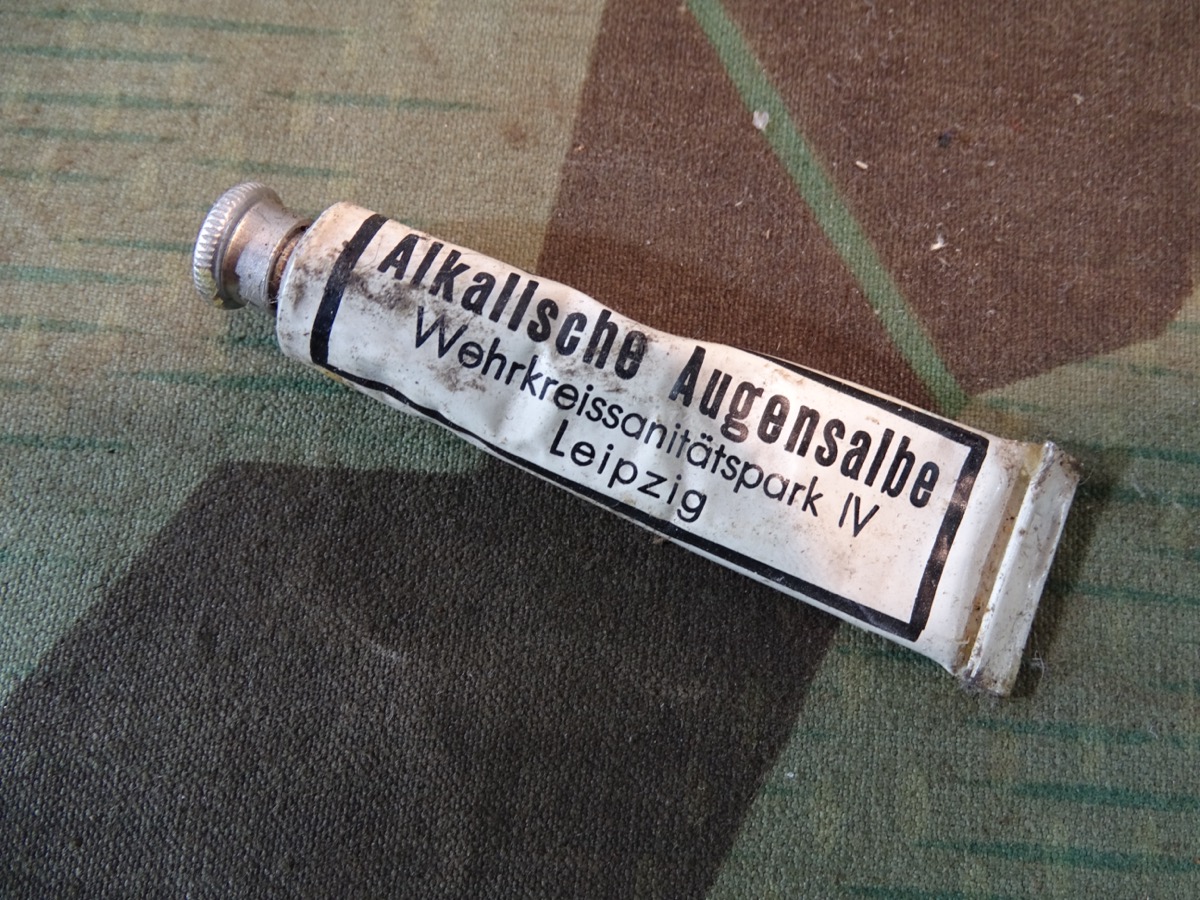 Alkalische Augensalbe
Wehrkreissanitätspark IV
Leipzig